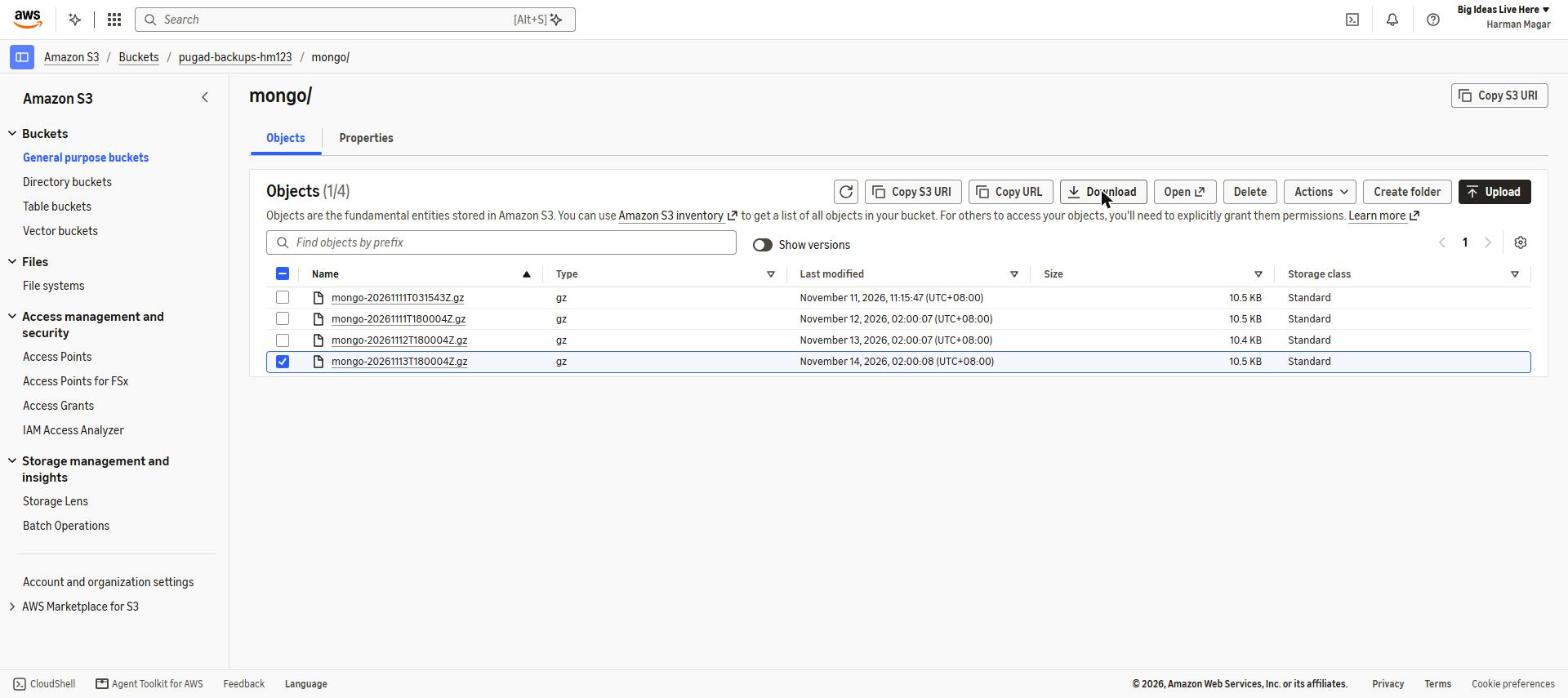 aws
Search [Alt+S]
Big Ideas Live Here ▼
Harman Magar
Amazon S3 / Buckets / pugad-backups-hm123 / mongo/
Amazon S3
Buckets
General purpose buckets
Directory buckets
Table buckets
Vector buckets
Files
File systems
Access management and
security
Access Points
Access Points for FSx
Access Grants
IAM Access Analyzer
Storage management and
insights
Storage Lens
Batch Operations
Account and organization settings
AWS Marketplace for S3
mongo/
Copy S3 URI
Objects Properties
Objects (1/4)
Copy S3 URI Copy URL Download Open Delete Actions Create folder Upload
Objects are the fundamental entities stored in Amazon S3. You can use Amazon S3 inventory to get a list of all objects in your bucket. For others to access your objects, you'll need to explicitly grant them permissions. Learn more
Find objects by prefix Show versions 1
Name Type Last modified Size Storage class
mongo-20261111T031543Z.gz gz November 11, 2026, 11:15:47 (UTC+08:00) 10.5 KB Standard
mongo-20261111T180004Z.gz gz November 12, 2026, 02:00:07 (UTC+08:00) 10.5 KB Standard
mongo-20261112T180004Z.gz gz November 13, 2026, 02:00:07 (UTC+08:00) 10.4 KB Standard
mongo-20261113T180004Z.gz gz November 14, 2026, 02:00:08 (UTC+08:00) 10.5 KB Standard
CloudShell Agent Toolkit for AWS Feedback Language
© 2026, Amazon Web Services, Inc. or its affiliates. Privacy Terms Cookie preferences